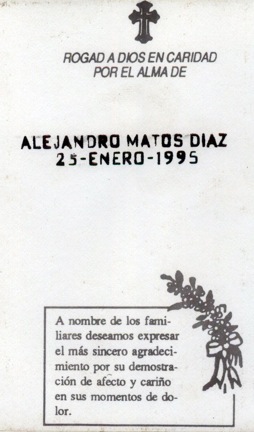 ROGAD A DIOS EN CARIDAD
POR EL ALMA DE
ALEJANDRO MATOS DIAZ
25-ENERO-1995
A nombre de los fami-
liares deseamos expresar
el más sincero agradeci-
miento por su demostra-
ción de afecto y cariño
en sus momentos de do-
lor.